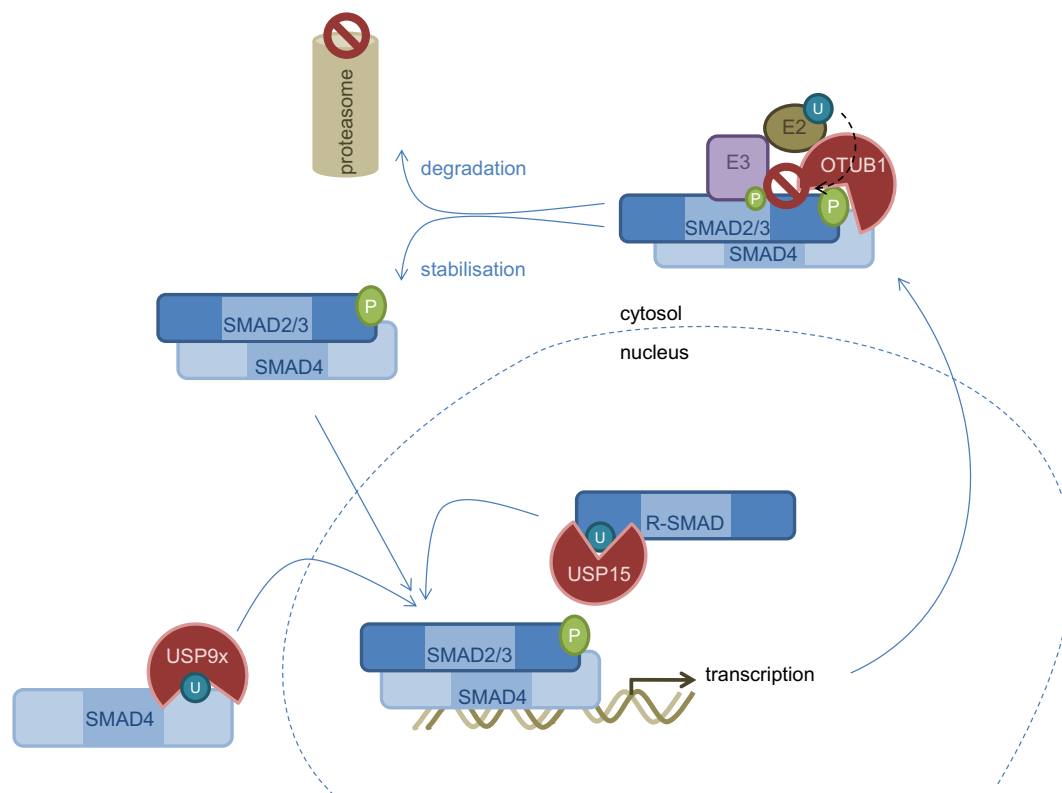 proteasome
U
E2
E3
OTUB1
degradation
P
P
SMAD2/3
SMAD4
stabilisation
P
SMAD2/3
SMAD4
cytosol
nucleus
R-SMAD
U
USP15
P
USP9x
SMAD2/3
transcription
U
SMAD4
SMAD4